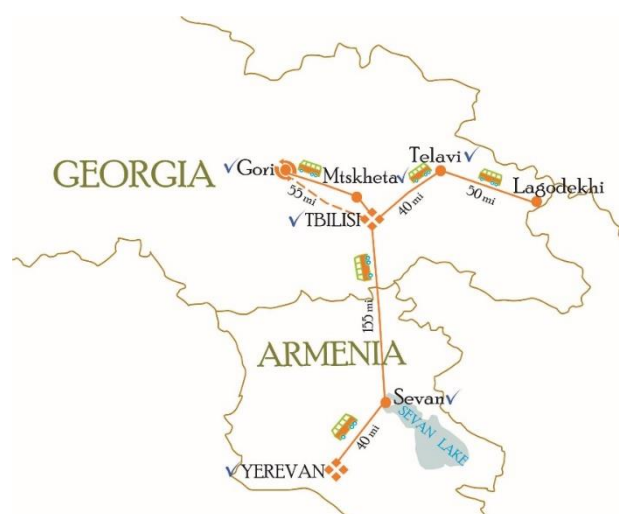 Telavi
Gori
Mtskheta
GEORGIA
Lagodekhi
55 mi
40 mi
50 mi
TBILISI
155 mi
ARMENIA
Sevan
SEVAN LAKE
40 mi
YEREVAN